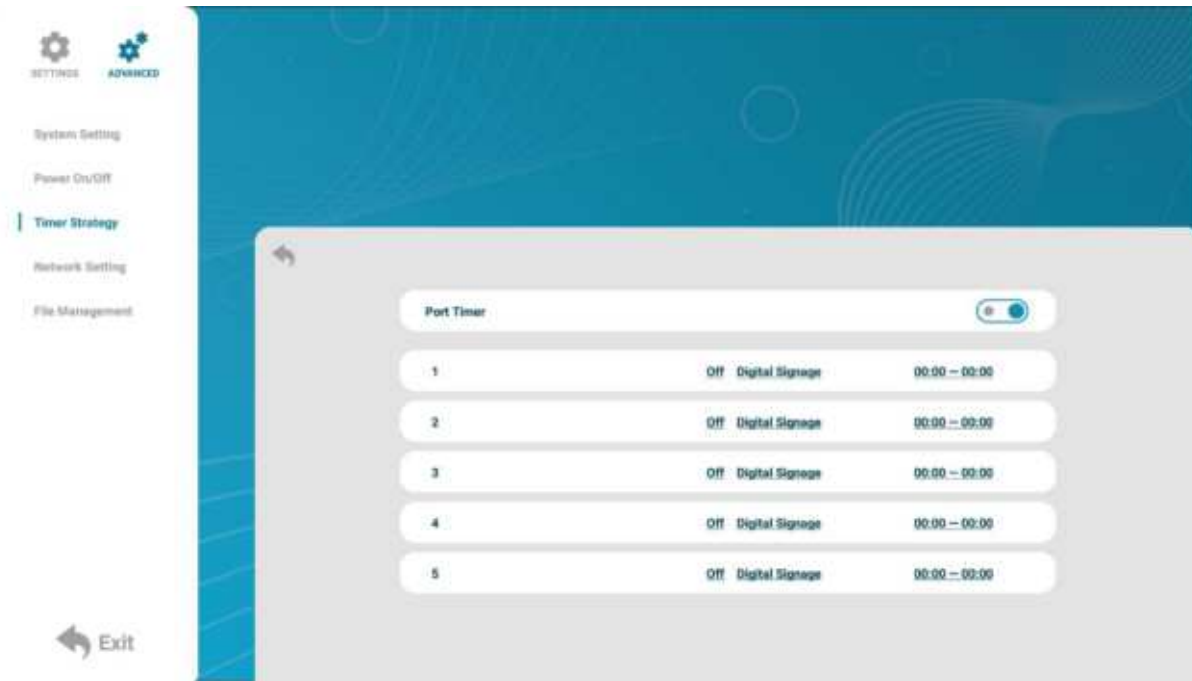 SETTINGS ADVANCED
System Setting
Power On/Off
Timer Strategy
Network Setting
File Management
Exit
Port Timer
1 Off Digital Signage 00:00 — 00:00
2 Off Digital Signage 00:00 — 00:00
3 Off Digital Signage 00:00 — 00:00
4 Off Digital Signage 00:00 — 00:00
5 Off Digital Signage 00:00 — 00:00